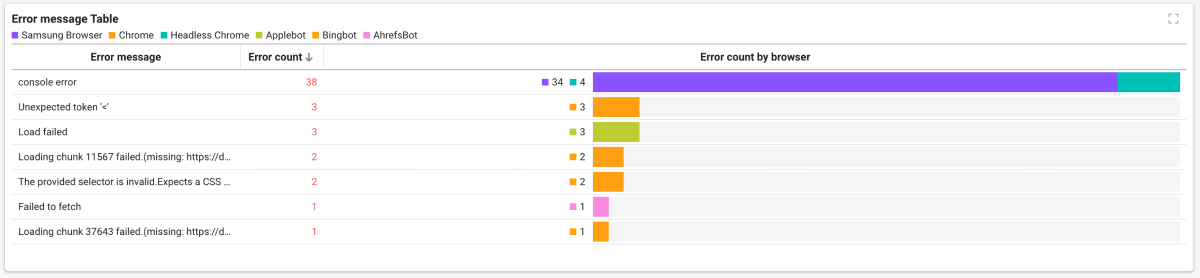 Error message Table
Samsung Browser Chrome Headless Chrome Applebot Bingbot AhrefsBot
Error message Error count Error count by browser
console error 38 34 4
Unexpected token '<' 3 3
Load failed 3 3
Loading chunk 11567 failed.(missing: https://d... 2 2
The provided selector is invalid.Expects a CSS ... 2 2
Failed to fetch 1 1
Loading chunk 37643 failed.(missing: https://d... 1 1